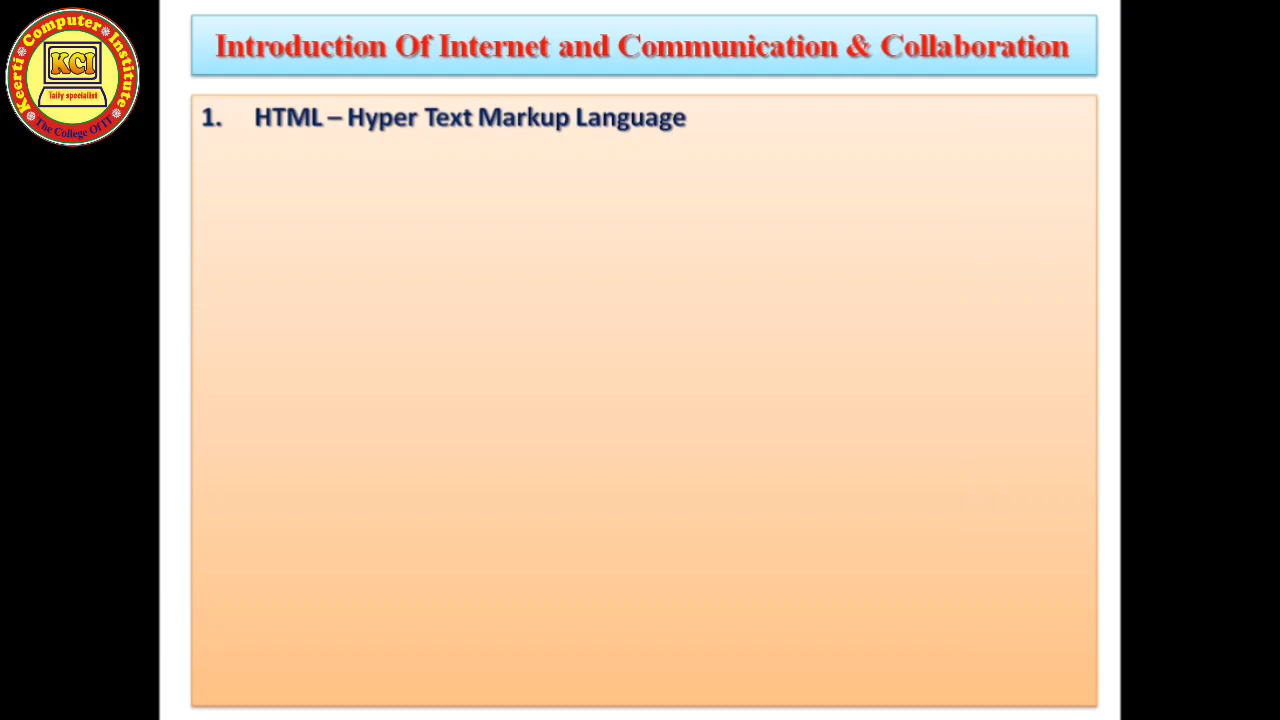 Keerti Computer Institute
KCI
Tally specialist
The College Of IT
Introduction Of Internet and Communication & Collaboration
1. HTML – Hyper Text Markup Language